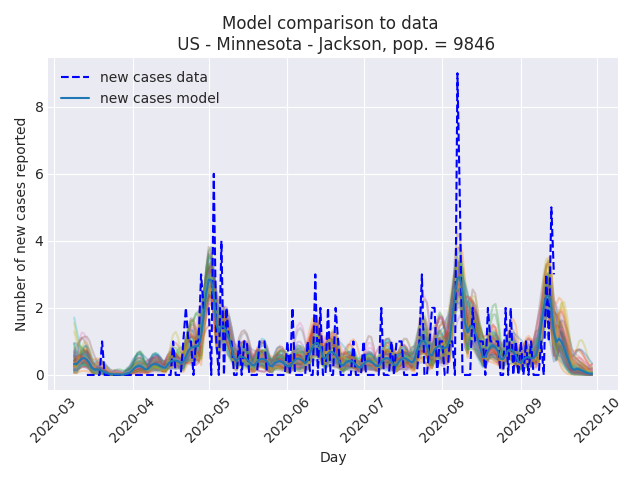 Model comparison to data
US - Minnesota - Jackson, pop. = 9846
new cases data
new cases model
Number of new cases reported
8
6
4
2
0
2020-03
2020-04
2020-05
2020-06
2020-07
2020-08
2020-09
2020-10
Day